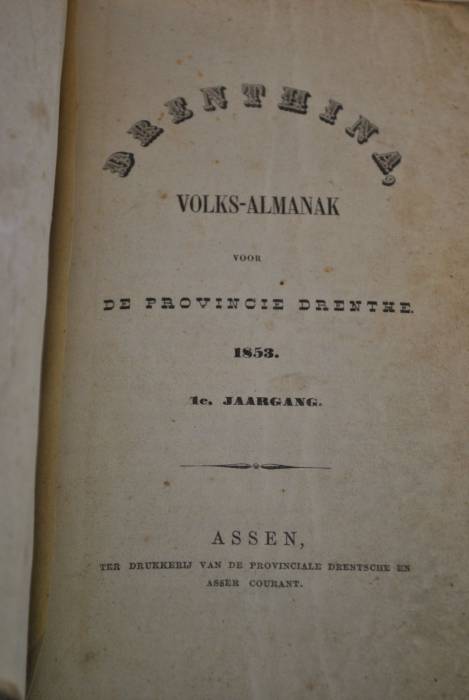 DRENTHINA,
VOLKS-ALMANAK
VOOR
DE PROVINCIE DRENTHE.
1853.
1e. JAARGANG.
ASSEN,
TER DRUKKERIJ VAN DE PROVINCIALE DRENTSCHE EN
ASSER COURANT.